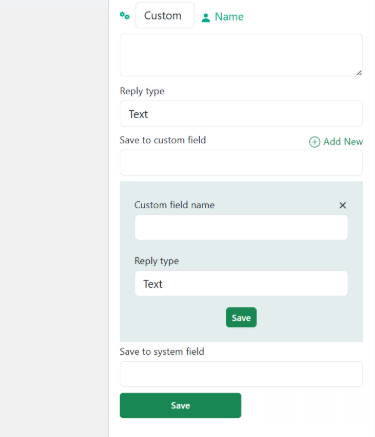 Custom
Name
Reply type
Text
Save to custom field
Add New
Custom field name
Reply type
Text
Save
Save to system field
Save